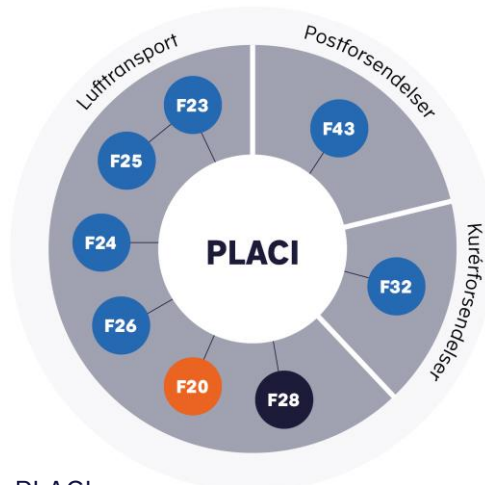 Lufttransport
Postforsendelser
F23
F43
F25
F24
PLACI
Kurérforsendelser
F32
F26
F20
F28
PLACI